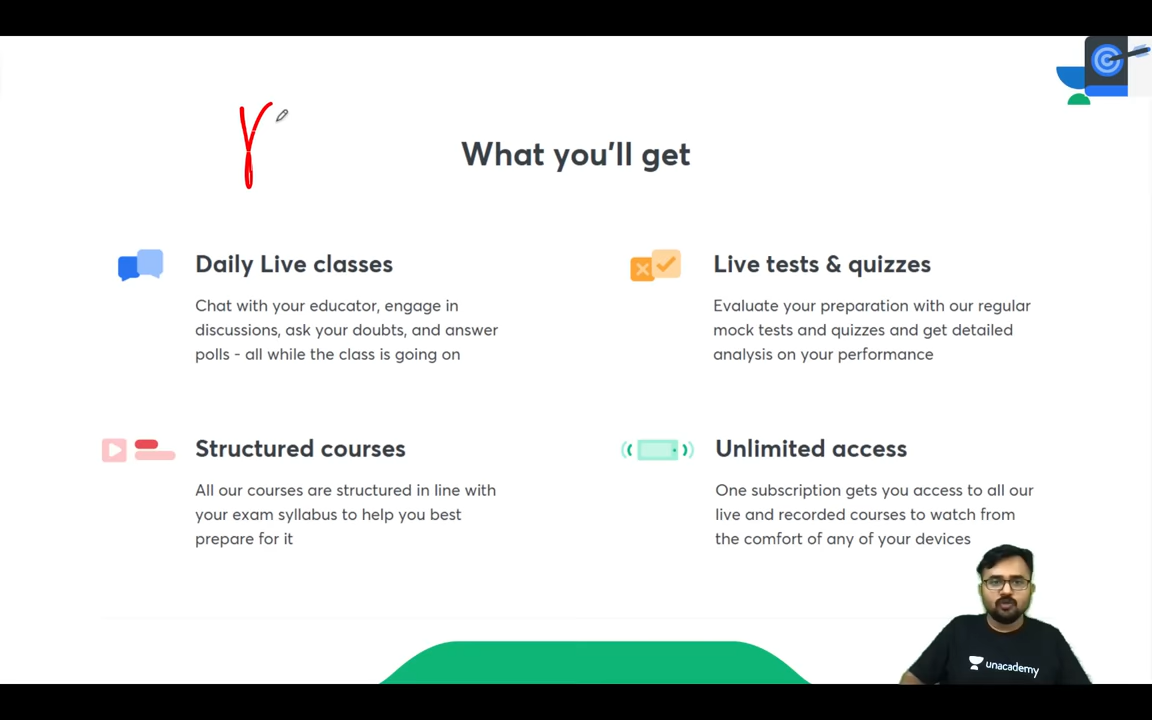 Y
What you'll get
Daily Live classes
Chat with your educator, engage in
discussions, ask your doubts, and answer
polls - all while the class is going on
Live tests & quizzes
Evaluate your preparation with our regular
mock tests and quizzes and get detailed
analysis on your performance
Structured courses
All our courses are structured in line with
your exam syllabus to help you best
prepare for it
Unlimited access
One subscription gets you access to all our
live and recorded courses to watch from
the comfort of any of your devices
unacademy